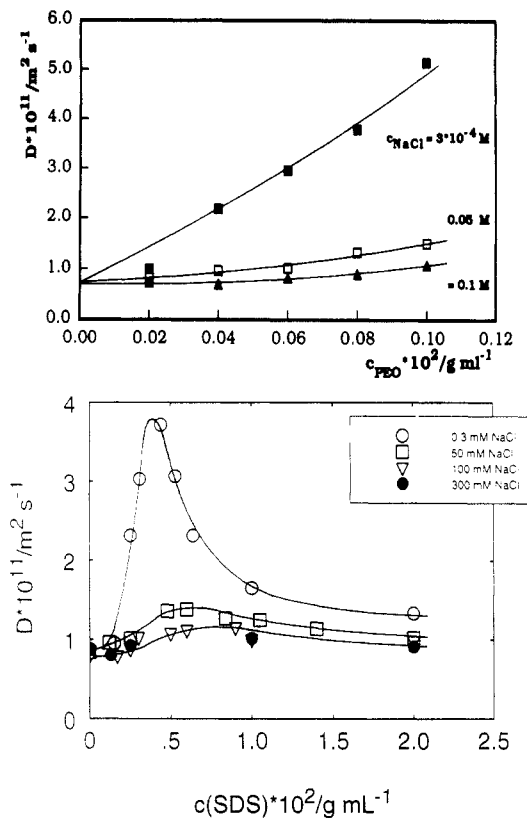 6.0
5.0
4.0
3.0
2.0
1.0
0.0
D*10¹¹/m² s⁻¹
c_NaCl = 3*10⁻⁴ M
0.05 M
= 0.1 M
0.00 0.02 0.04 0.06 0.08 0.10 0.12
c_PEO*10²/g ml⁻¹
4
3
2
1
0
D*10¹¹/m² s⁻¹
0.3 mM NaCl
50 mM NaCl
100 mM NaCl
300 mM NaCl
0 .5 1.0 1.5 2.0 2.5
c(SDS)*10²/g mL⁻¹